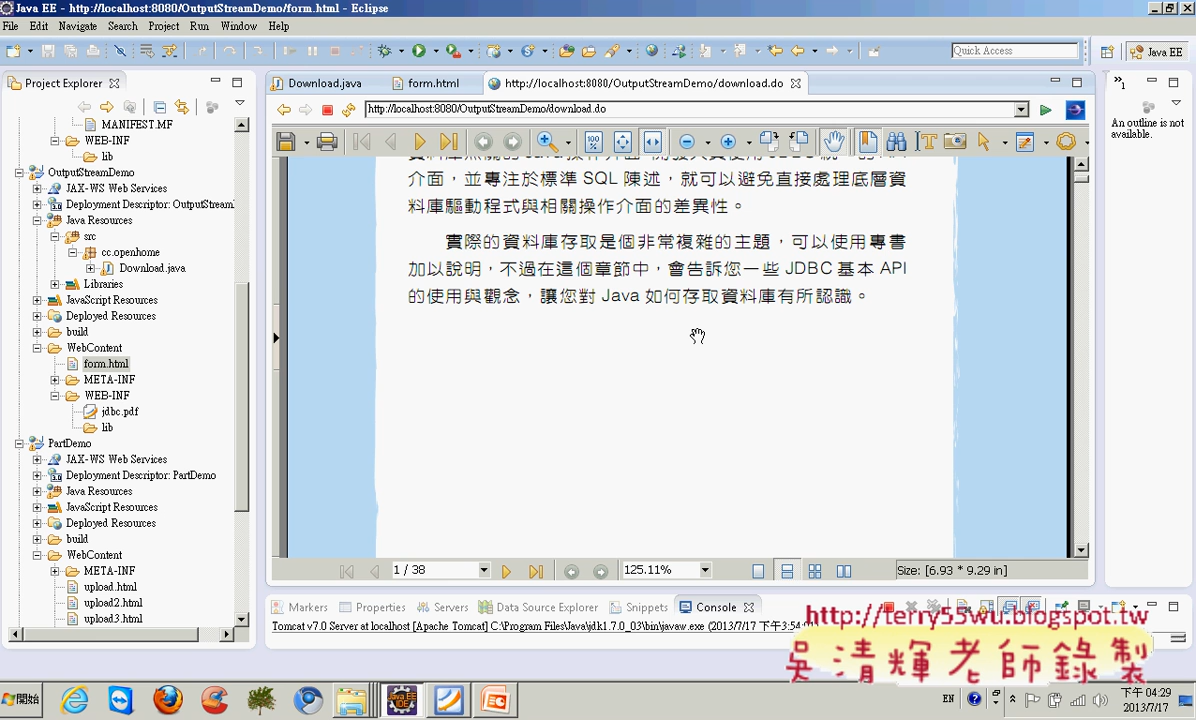 Java EE - http://localhost:8080/OutputStreamDemo/form.html - Eclipse
File Edit Navigate Search Project Run Window Help
Quick Access
Java EE
Project Explorer
Download.java
form.html
http://localhost:8080/OutputStreamDemo/download.do
http://localhost:8080/OutputStreamDemo/download.do
An outline is not available.
MANIFEST.MF
WEB-INF
lib
OutputStreamDemo
JAX-WS Web Services
Deployment Descriptor: OutputStreaml
Java Resources
src
cc.openhome
Download.java
Libraries
JavaScript Resources
Deployed Resources
build
WebContent
form.html
META-INF
WEB-INF
jdbc.pdf
lib
PartDemo
JAX-WS Web Services
Deployment Descriptor: PartDemo
Java Resources
JavaScript Resources
Deployed Resources
build
WebContent
META-INF
upload.html
upload2.html
upload3.html
介面，並專注於標準 SQL 陳述，就可以避免直接處理底層資
料庫驅動程式與相關操作介面的差異性。
實際的資料庫存取是個非常複雜的主題，可以使用專書
加以說明，不過在這個章節中，會告訴您一些 JDBC 基本 API
的使用與觀念，讓您對 Java 如何存取資料庫有所認識。
1 / 38
125.11%
Size: [6.93 * 9.29 in]
Markers Properties Servers Data Source Explorer Snippets Console
Tomcat v7.0 Server at localhost [Apache Tomcat] C:\Program Files\Java\jdk1.7.0_03\bin\javaw.exe (2013/7/17 下午3:54:
http://terry55wu.blogspot.tw
吳清輝老師錄製
開始
EN
下午 04:29
2013/7/17